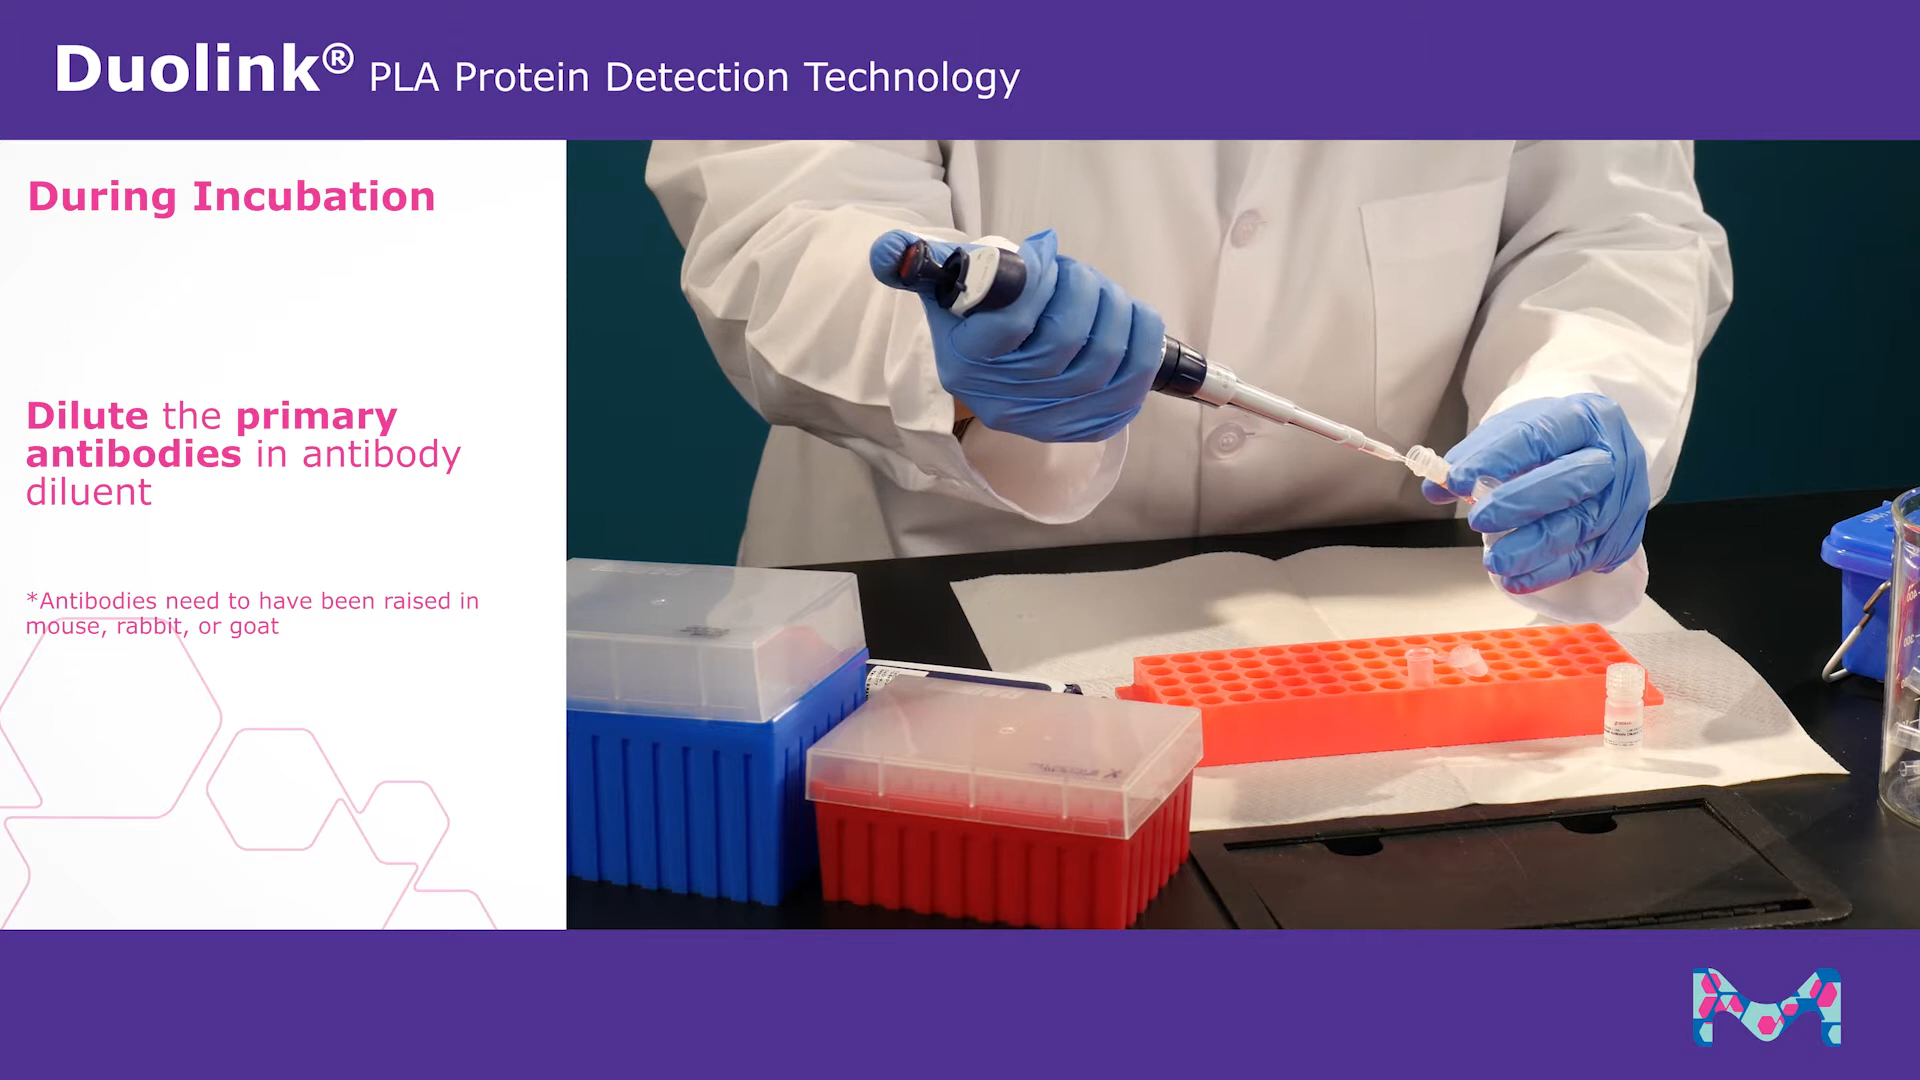 Duolink® PLA Protein Detection Technology
During Incubation
Dilute the primary
antibodies in antibody
diluent
*Antibodies need to have been raised in
mouse, rabbit, or goat